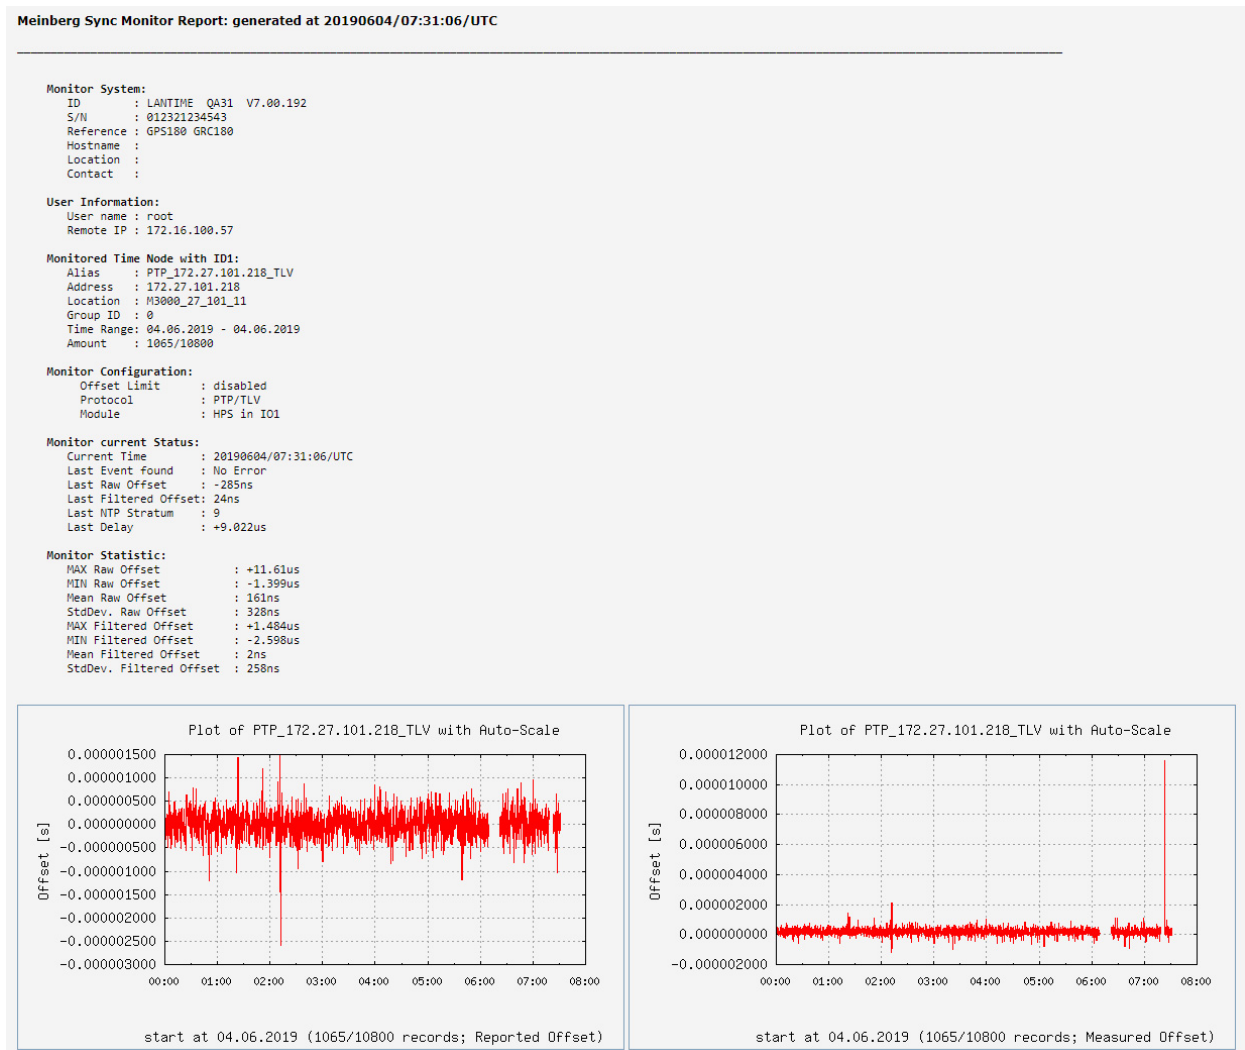 Meinberg Sync Monitor Report: generated at 20190604/07:31:06/UTC
Monitor System:
ID : LANTIME QA31 V7.00.192
S/N : 012321234543
Reference : GPS180 GRC180
Hostname :
Location :
Contact :
User Information:
User name : root
Remote IP : 172.16.100.57
Monitored Time Node with ID1:
Alias : PTP_172.27.101.218_TLV
Address : 172.27.101.218
Location : M3000_27_101_11
Group ID : 0
Time Range: 04.06.2019 - 04.06.2019
Amount : 1065/10800
Monitor Configuration:
Offset Limit : disabled
Protocol : PTP/TLV
Module : HPS in IO1
Monitor current Status:
Current Time : 20190604/07:31:06/UTC
Last Event found : No Error
Last Raw Offset : -285ns
Last Filtered Offset: 24ns
Last NTP Stratum : 9
Last Delay : +9.022us
Monitor Statistic:
MAX Raw Offset : +11.61us
MIN Raw Offset : -1.399us
Mean Raw Offset : 161ns
StdDev. Raw Offset : 328ns
MAX Filtered Offset : +1.484us
MIN Filtered Offset : -2.598us
Mean Filtered Offset : 2ns
StdDev. Filtered Offset : 258ns
Plot of PTP_172.27.101.218_TLV with Auto-Scale
0.000001500
0.000001000
0.000000500
0.000000000
-0.000000500
-0.000001000
-0.000001500
-0.000002000
-0.000002500
-0.000003000
Offset [s]
00:00 01:00 02:00 03:00 04:00 05:00 06:00 07:00 08:00
start at 04.06.2019 (1065/10800 records; Reported Offset)
Plot of PTP_172.27.101.218_TLV with Auto-Scale
0.000012000
0.000010000
0.000008000
0.000006000
0.000004000
0.000002000
0.000000000
-0.000002000
Offset [s]
00:00 01:00 02:00 03:00 04:00 05:00 06:00 07:00 08:00
start at 04.06.2019 (1065/10800 records; Measured Offset)